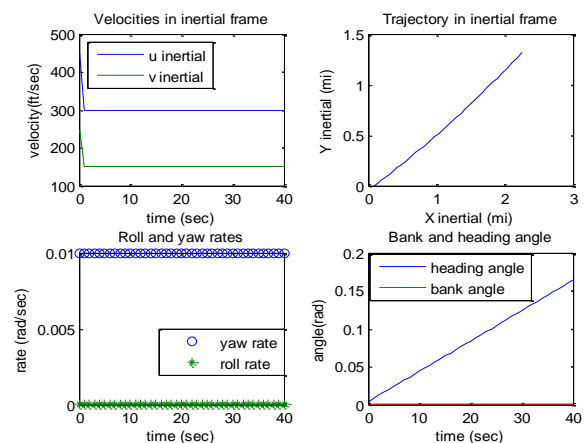 Velocities in inertial frame
500
400
300
200
100
velocity(ft/sec)
u inertial
v inertial
0 10 20 30 40
time (sec)
Trajectory in inertial frame
1.5
1
0.5
0
Y inertial (mi)
0 1 2 3
X inertial (mi)
Roll and yaw rates
0.01
0.005
0
rate (rad/sec)
yaw rate
roll rate
0 10 20 30 40
time (sec)
Bank and heading angle
0.2
0.15
0.1
0.05
0
angle(rad)
heading angle
bank angle
0 10 20 30 40
time (sec)